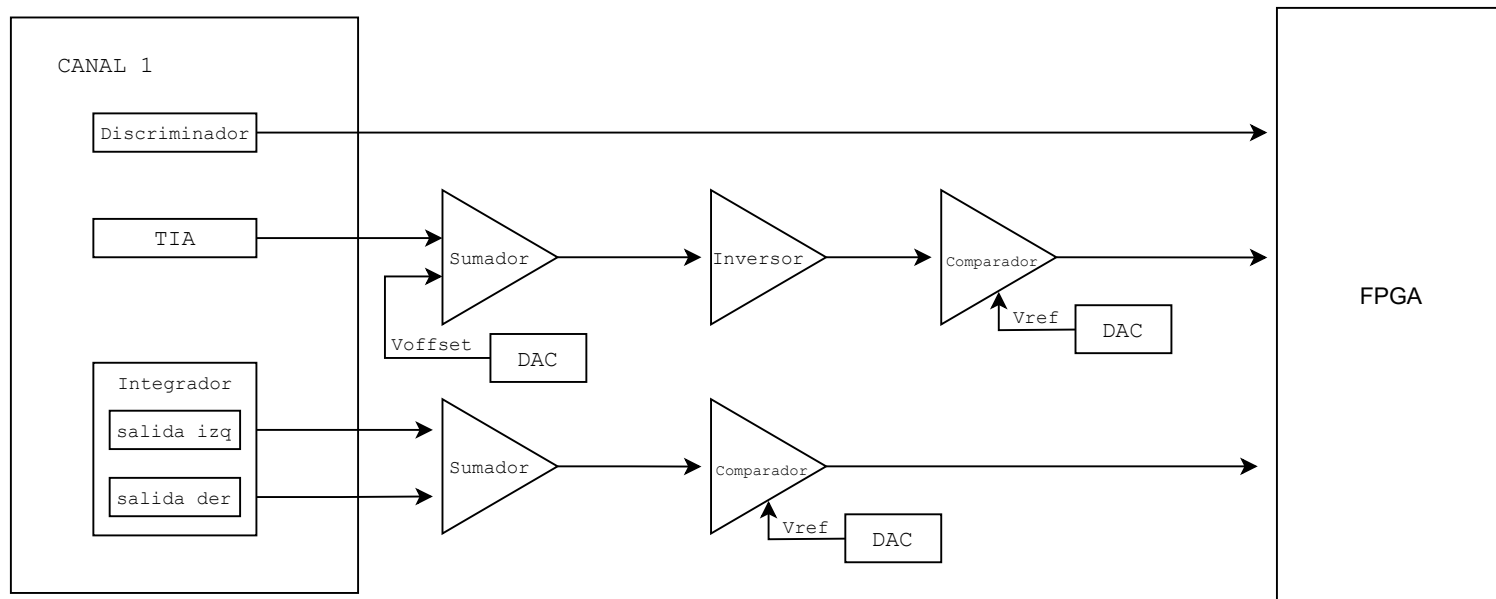 CANAL 1
Discriminador
TIA
Sumador
Inversor
Comparador
Voffset
DAC
Vref
DAC
FPGA
Integrador
salida izq
salida der
Sumador
Comparador
Vref
DAC